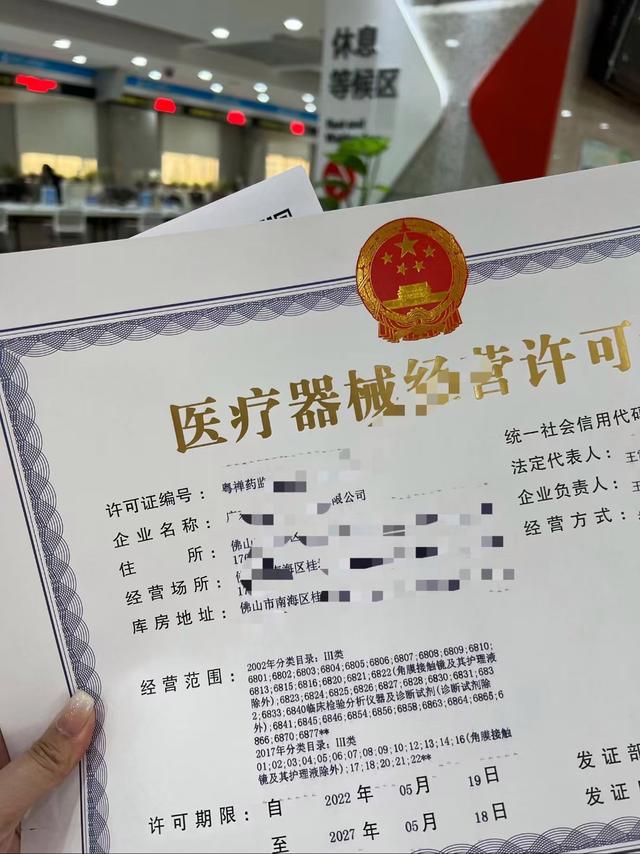 休息
等候区
医疗器械经营许可
统一社会信用代码
许可证编号：粤禅药监
法定代表人：王
企业名称：广 限公司
企业负责人：王
住 所：佛山
经营方式：
经营场所：
南海区桂
库房地址：佛山市南海区桂
经营范围：2002年分类目录：III类
6801;6802;6803;6804;6805;6806;6807;6808;6809;6810;
6813;6815;6816;6820;6821;6822(角膜接触镜及其护理液
除外);6823;6824;6825;6826;6827;6828;6830;6831;683
2;6833;6840临床检验分析仪器及诊断试剂(诊断试剂除
外);6841;6845;6846;6854;6856;6858;6863;6864;6865;6
866;6870;6877**
2017年分类目录：III类
01;02;03;04;05;06;07;08;09;10;12;13;14;16(角膜接触
镜及其护理液除外);17;18;20;21;22**
许可期限：自 2022 年 05 月 19 日
至 2027 年 05 月 18 日
发证部
发证